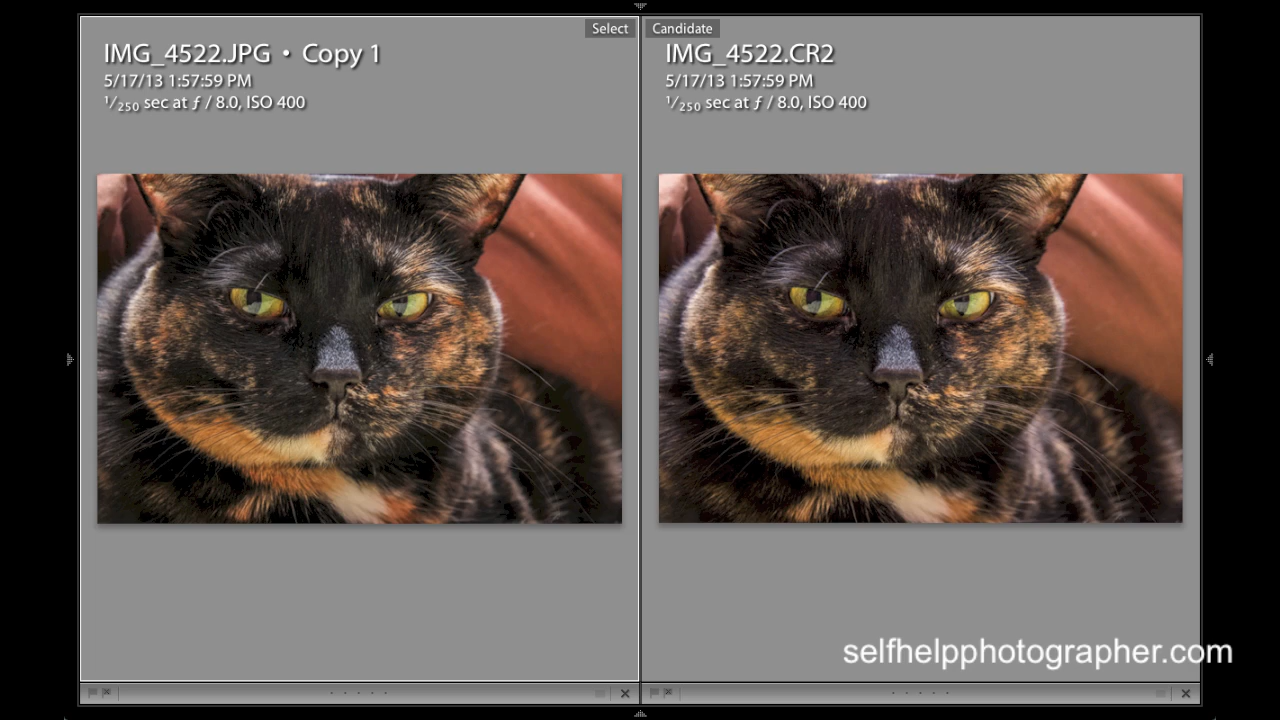 Select
IMG_4522.JPG • Copy 1
5/17/13 1:57:59 PM
1/250 sec at ƒ / 8.0, ISO 400
Candidate
IMG_4522.CR2
5/17/13 1:57:59 PM
1/250 sec at ƒ / 8.0, ISO 400
selfhelpphotographer.com